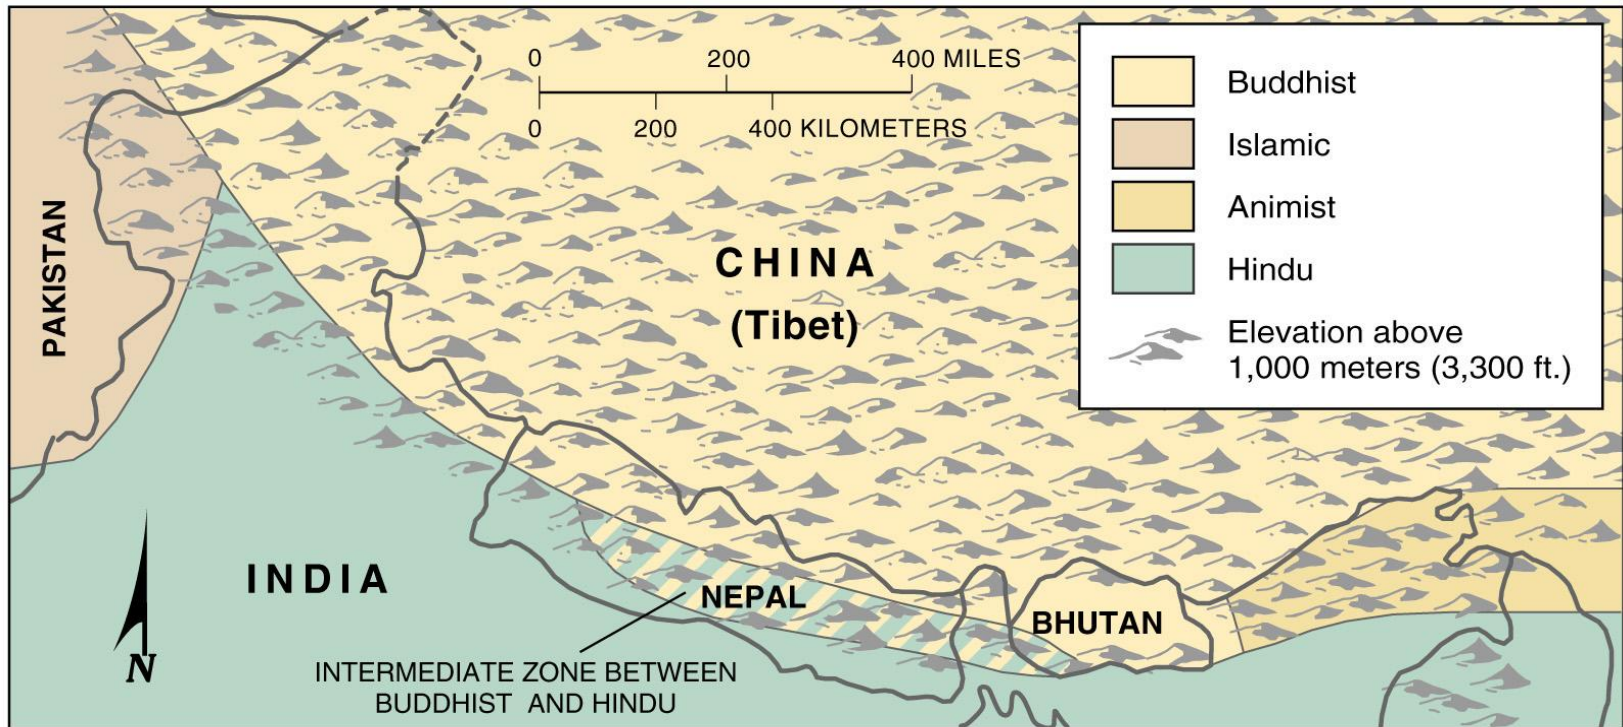 0 200 400 MILES
0 200 400 KILOMETERS
Buddhist
Islamic
Animist
Hindu
Elevation above
1,000 meters (3,300 ft.)
PAKISTAN
CHINA
(Tibet)
INDIA
NEPAL
BHUTAN
INTERMEDIATE ZONE BETWEEN
BUDDHIST AND HINDU
N